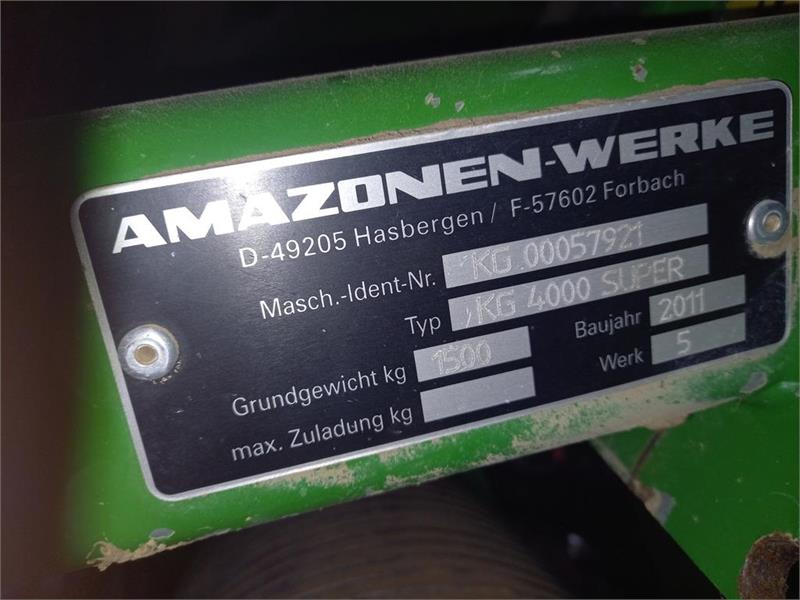 AMAZONEN-WERKE
D-49205 Hasbergen / F-57602 Forbach
Masch.-Ident-Nr. KG 00057921
Typ KG 4000 SUPER
Grundgewicht kg 1500 Baujahr 2011
max. Zuladung kg Werk 5